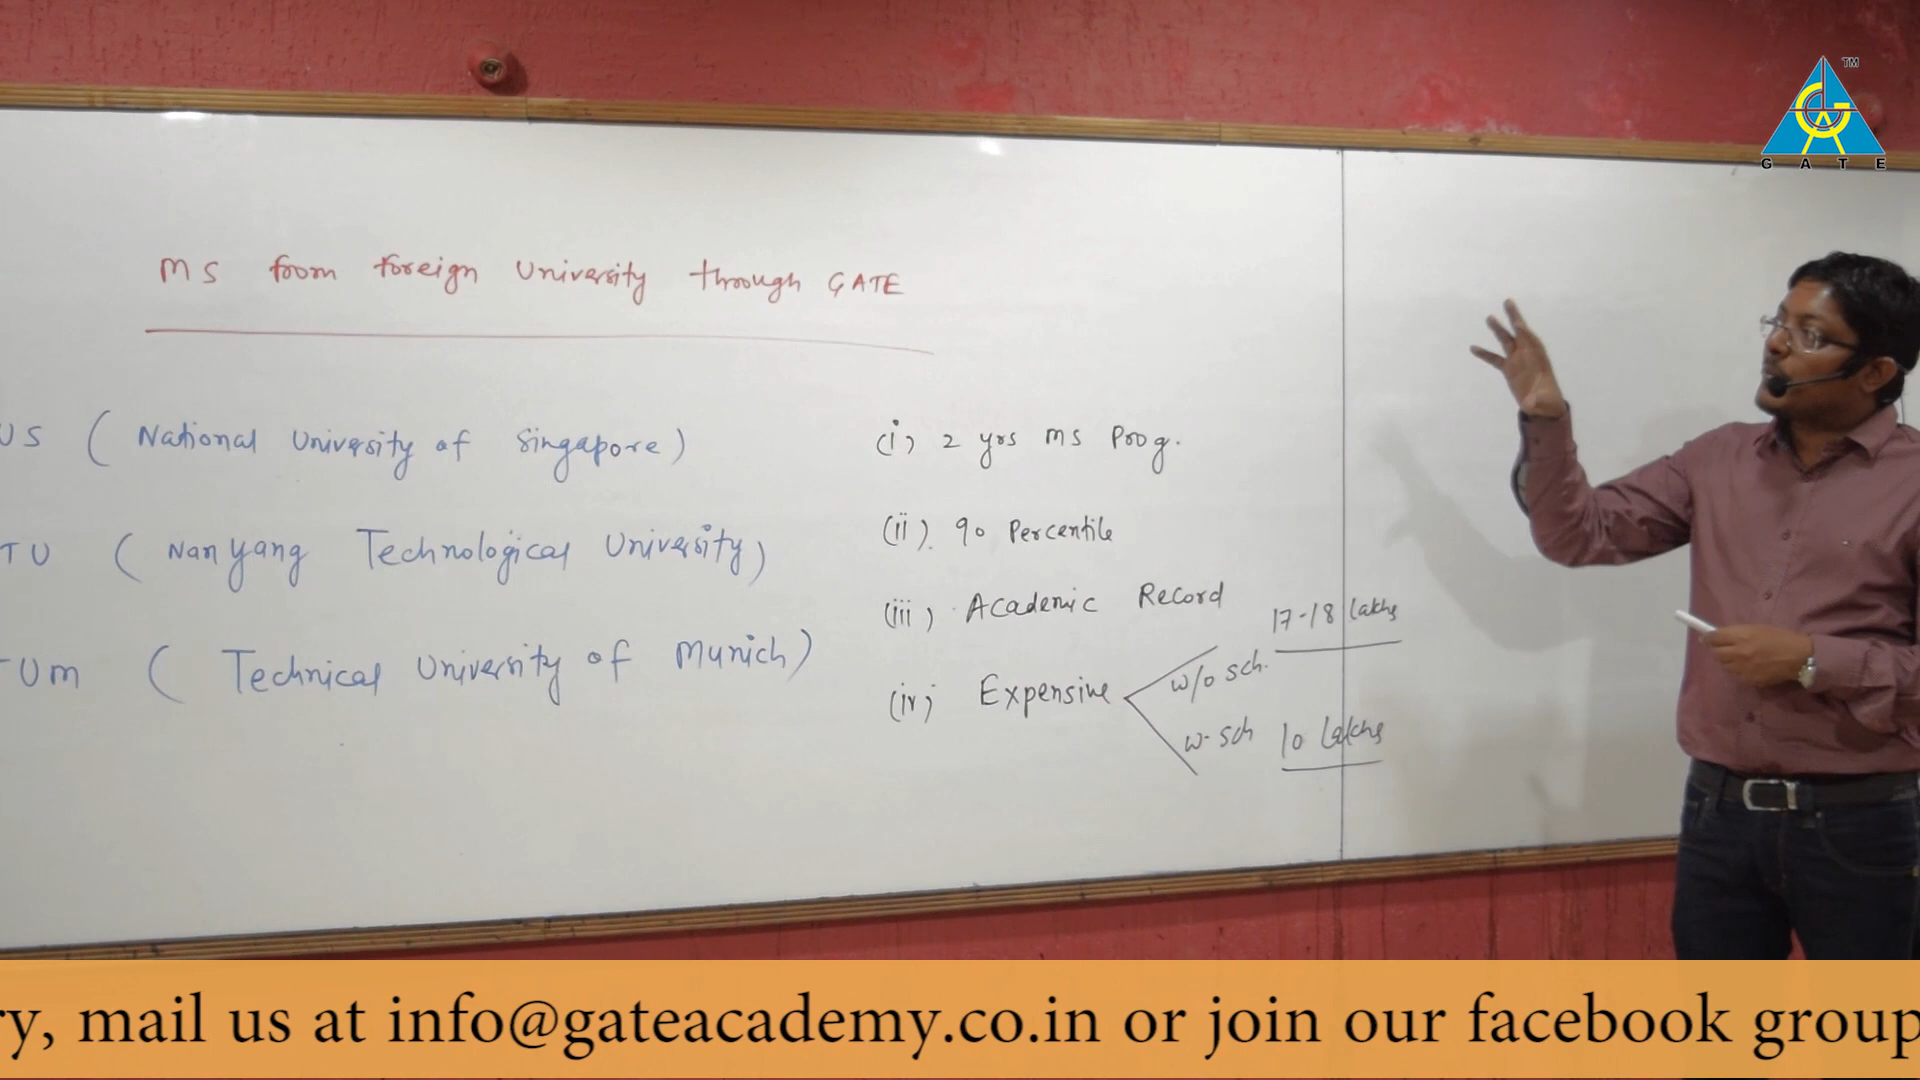 TM
GATE
MS from foreign University through GATE
US ( National University of Singapore)
TU ( Nanyang Technological University)
TUM ( Technical University of Munich)
(i) 2 yrs MS Prog.
(ii). 90 Percentile
(iii) Academic Record
(iv) Expensive
w/o sch. 17-18 Lakhs
w- sch 10 Lakhs
ry, mail us at info@gateacademy.co.in or join our facebook group